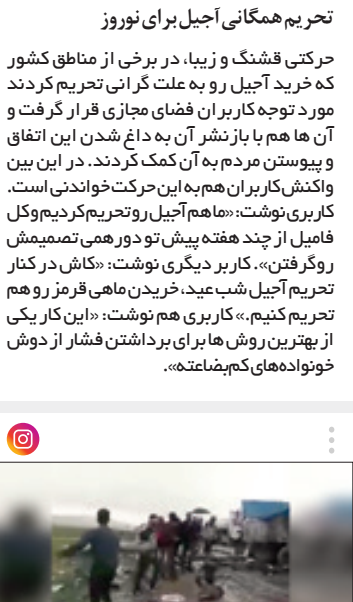 تحریم همگانی آجیل برای نوروز
حرکتی قشنگ و زیبا، در برخی از مناطق کشور
که خرید آجیل رو به علت گرانی تحریم کردند
مورد توجه کاربران فضای مجازی قرار گرفت و
آن ها هم با بازنشر آن به داغ شدن این اتفاق
و پیوستن مردم به آن کمک کردند. در این بین
واکنش کاربران هم به این حرکت خواندنی است.
کاربری نوشت: «ما هم آجیل رو تحریم کردیم و کل
فامیل از چند هفته پیش تو دورهمی تصمیمش
رو گرفتن». کاربر دیگری نوشت: «کاش در کنار
تحریم آجیل شب عید، خریدن ماهی قرمز رو هم
تحریم کنیم.» کاربری هم نوشت: «این کار یکی
از بهترین روش ها برای برداشتن فشار از دوش
خونواده‌های کم‌بضاعته».